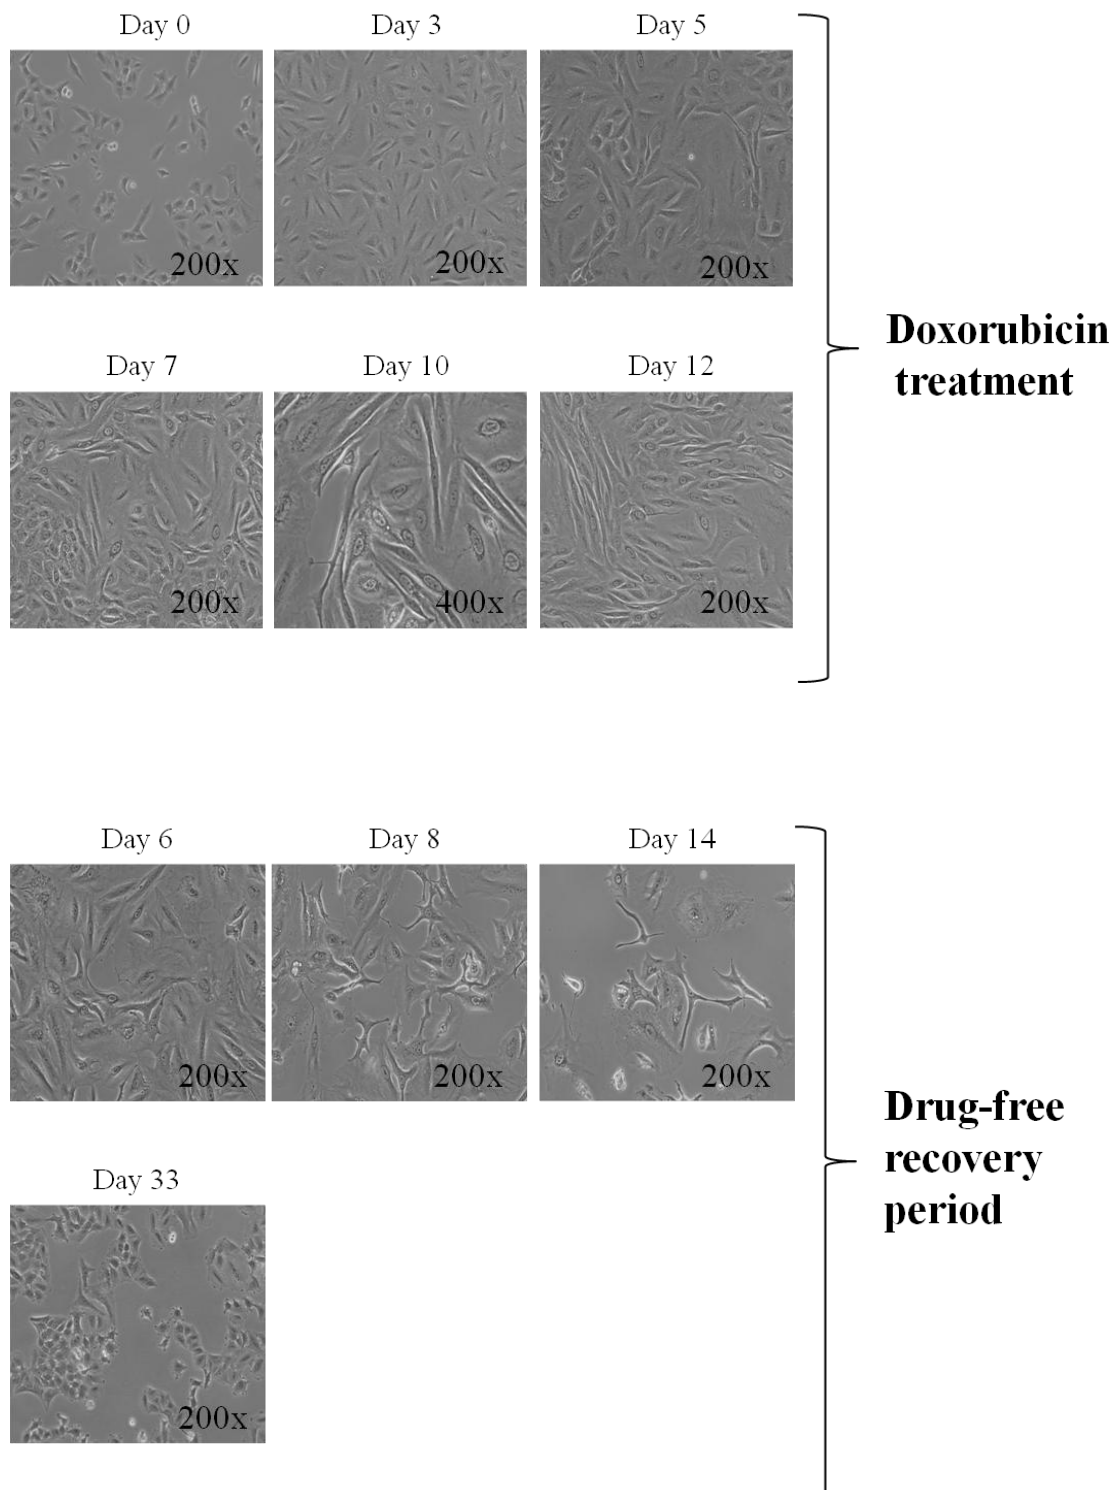 Day 0
Day 3
Day 5
200x
200x
200x
Doxorubicin
treatment
Day 7
Day 10
Day 12
200x
400x
200x
Day 6
Day 8
Day 14
200x
200x
200x
Drug-free
recovery
period
Day 33
200x